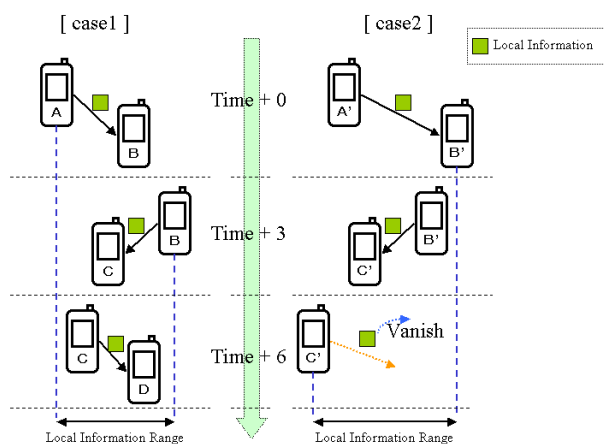 [ case1 ]
[ case2 ]
Local Information
A
B
Time + 0
A'
B'
C
B
Time + 3
C'
B'
C
D
Time + 6
C'
Vanish
Local Information Range
Local Information Range